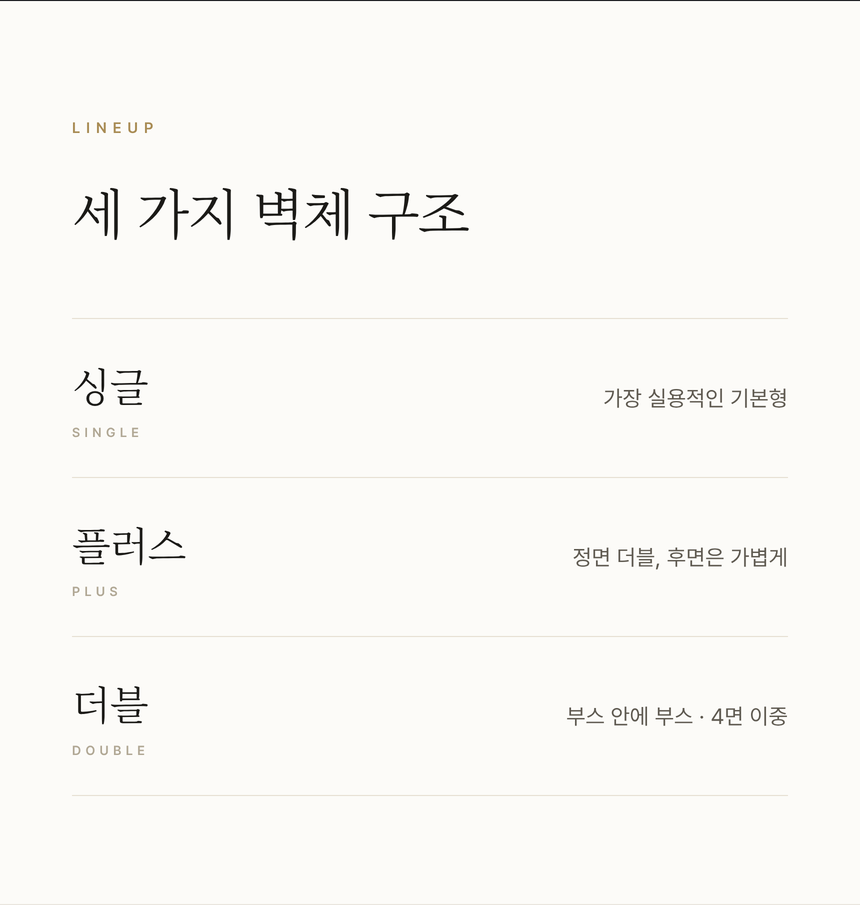 LINEUP
세 가지 벽체 구조
싱글
가장 실용적인 기본형
SINGLE
플러스
정면 더블, 후면은 가볍게
PLUS
더블
부스 안에 부스 · 4면 이중
DOUBLE